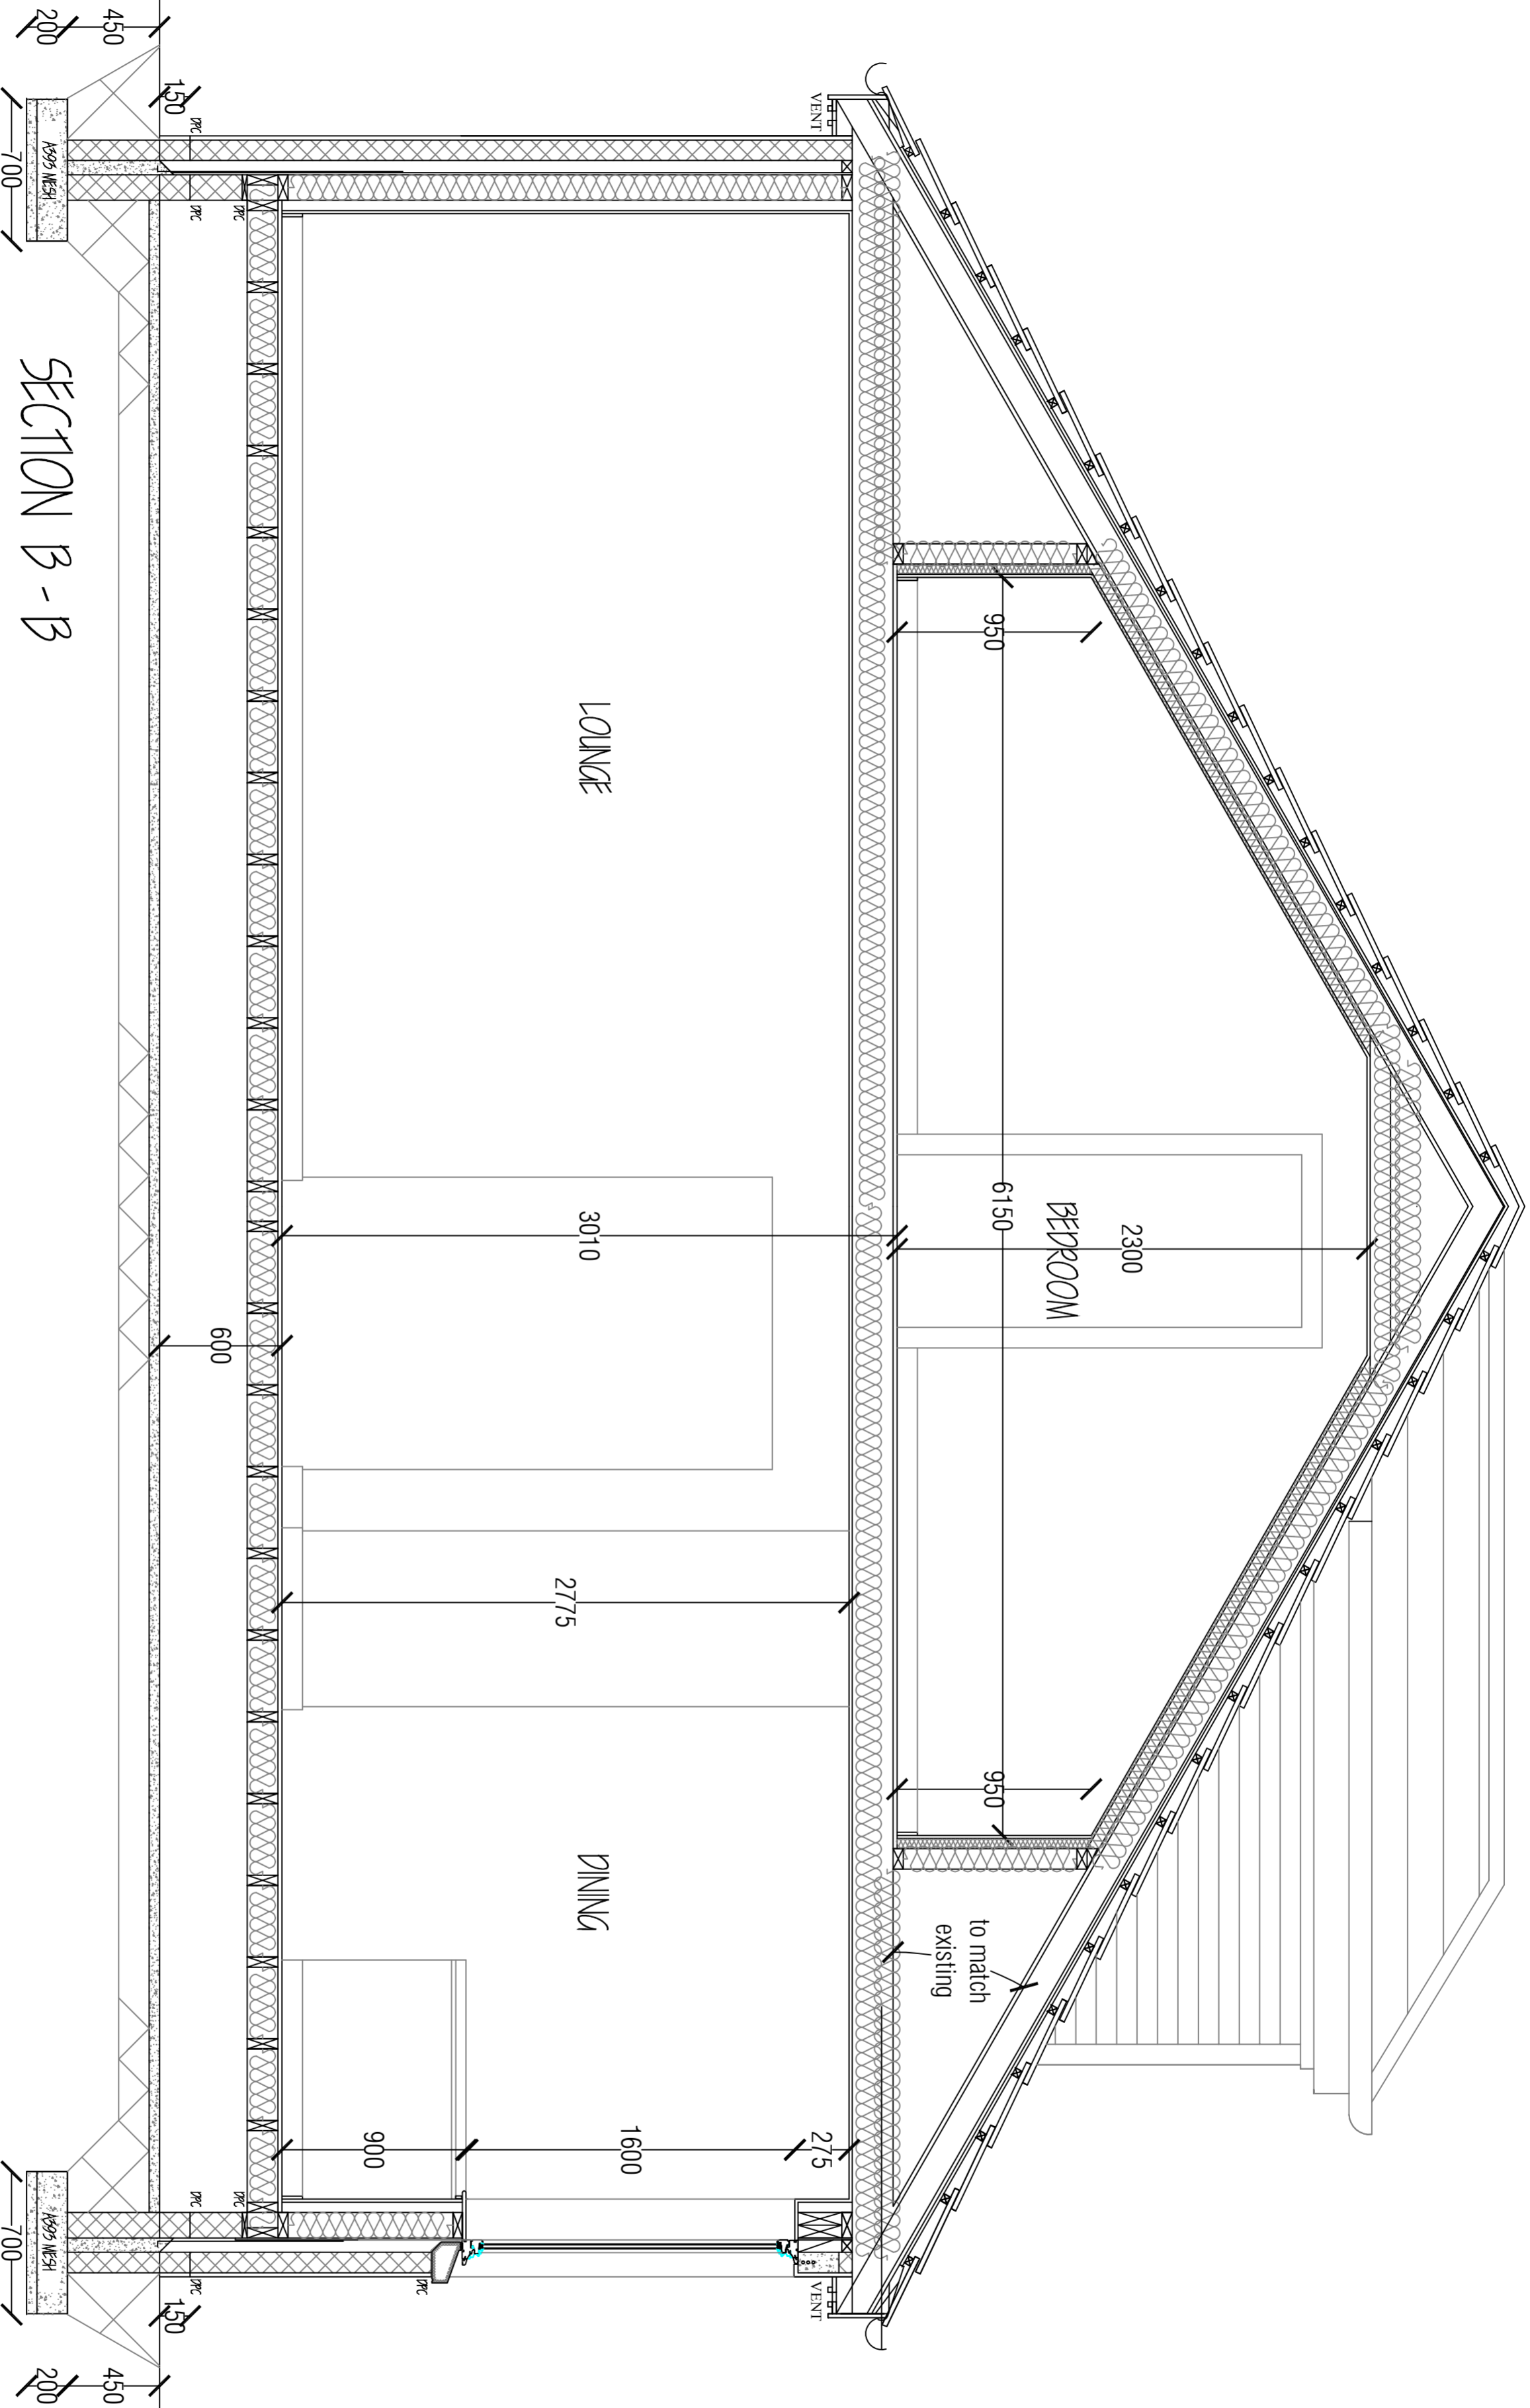 2300
BEDROOM
6150
950
950
to match
existing
VENT
VENT
275
LOUNGE
3010
2775
DINING
1600
900
600
DPC
DPC
DPC
DPC
DPC
DPC
DPC
150
150
450
200
450
200
A393 MESH
A393 MESH
700
700
SECTION B - B